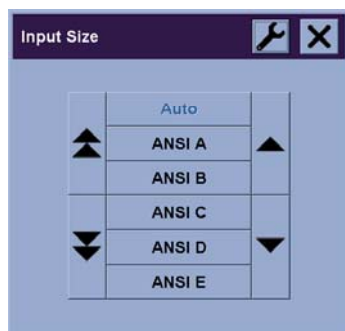 Input Size
Auto
ANSI A
ANSI B
ANSI C
ANSI D
ANSI E